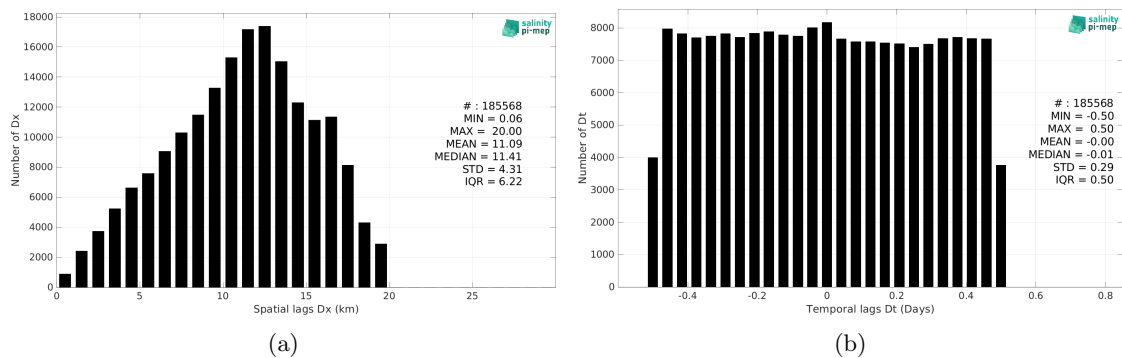 18000
16000
14000
12000
10000
8000
6000
4000
2000
0
Number of Dx
0 5 10 15 20 25
Spatial lags Dx (km)
salinity
pi-mep
# : 185568
MIN = 0.06
MAX = 20.00
MEAN = 11.09
MEDIAN = 11.41
STD = 4.31
IQR = 6.22
(a)
8000
7000
6000
5000
4000
3000
2000
1000
0
Number of Dt
-0.4 -0.2 0 0.2 0.4 0.6 0.8
Temporal lags Dt (Days)
salinity
pi-mep
# : 185568
MIN = -0.50
MAX = 0.50
MEAN = -0.00
MEDIAN = -0.01
STD = 0.29
IQR = 0.50
(b)